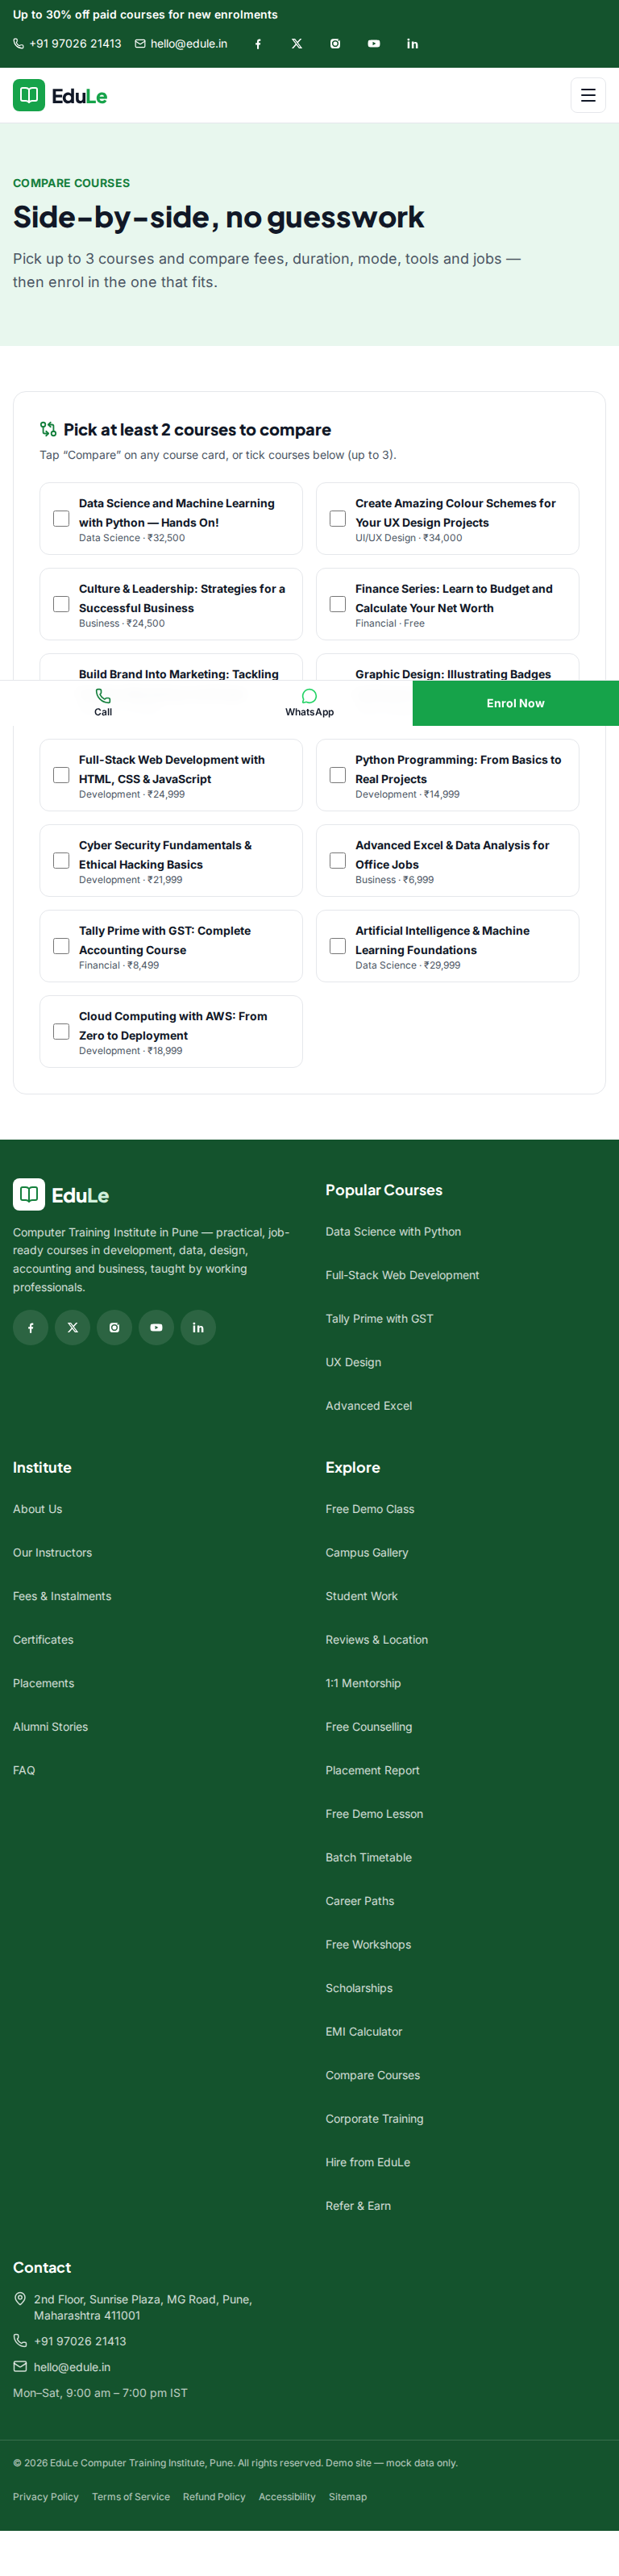 Up to 30% off paid courses for new enrolments
+91 97026 21413 hello@edule.in
EduLe
COMPARE COURSES
Side-by-side, no guesswork
Pick up to 3 courses and compare fees, duration, mode, tools and jobs —
then enrol in the one that fits.
Pick at least 2 courses to compare
Tap “Compare” on any course card, or tick courses below (up to 3).
Data Science and Machine Learning
with Python — Hands On!
Data Science · ₹32,500
Create Amazing Colour Schemes for
Your UX Design Projects
UI/UX Design · ₹34,000
Culture & Leadership: Strategies for a
Successful Business
Business · ₹24,500
Finance Series: Learn to Budget and
Calculate Your Net Worth
Financial · Free
Build Brand Into Marketing: Tackling
Graphic Design: Illustrating Badges
Call
WhatsApp
Enrol Now
Full-Stack Web Development with
HTML, CSS & JavaScript
Development · ₹24,999
Python Programming: From Basics to
Real Projects
Development · ₹14,999
Cyber Security Fundamentals &
Ethical Hacking Basics
Development · ₹21,999
Advanced Excel & Data Analysis for
Office Jobs
Business · ₹6,999
Tally Prime with GST: Complete
Accounting Course
Financial · ₹8,499
Artificial Intelligence & Machine
Learning Foundations
Data Science · ₹29,999
Cloud Computing with AWS: From
Zero to Deployment
Development · ₹18,999
EduLe
Computer Training Institute in Pune — practical, job-
ready courses in development, data, design,
accounting and business, taught by working
professionals.
Popular Courses
Data Science with Python
Full-Stack Web Development
Tally Prime with GST
UX Design
Advanced Excel
Institute
About Us
Our Instructors
Fees & Instalments
Certificates
Placements
Alumni Stories
FAQ
Explore
Free Demo Class
Campus Gallery
Student Work
Reviews & Location
1:1 Mentorship
Free Counselling
Placement Report
Free Demo Lesson
Batch Timetable
Career Paths
Free Workshops
Scholarships
EMI Calculator
Compare Courses
Corporate Training
Hire from EduLe
Refer & Earn
Contact
2nd Floor, Sunrise Plaza, MG Road, Pune,
Maharashtra 411001
+91 97026 21413
hello@edule.in
Mon–Sat, 9:00 am – 7:00 pm IST
© 2026 EduLe Computer Training Institute, Pune. All rights reserved. Demo site — mock data only.
Privacy Policy Terms of Service Refund Policy Accessibility Sitemap